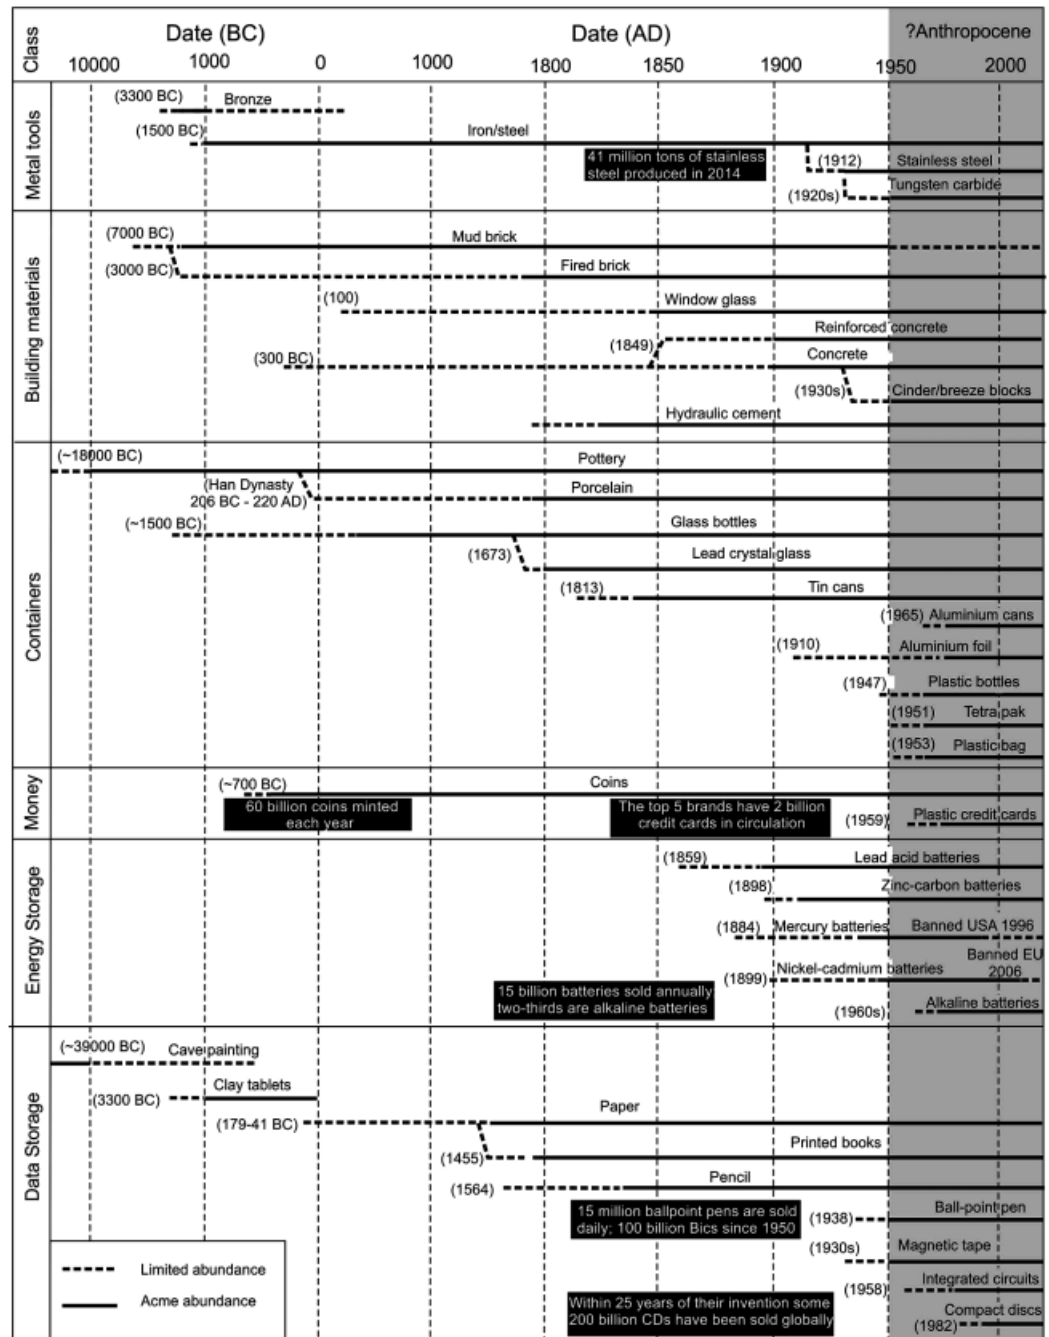 Class
Date (BC)
Date (AD)
?Anthropocene
10000
1000
0
1000
1800
1850
1900
1950
2000
Metal tools
(3300 BC)
Bronze
(1500 BC)
Iron/steel
41 million tons of stainless
steel produced in 2014
(1912)
Stainless steel
(1920s)
Tungsten carbide
Building materials
(7000 BC)
Mud brick
(3000 BC)
Fired brick
(100)
Window glass
Reinforced concrete
(1849)
(300 BC)
Concrete
(1930s)
Cinder/breeze blocks
Hydraulic cement
Containers
(~18000 BC)
Pottery
(Han Dynasty
206 BC - 220 AD)
Porcelain
(~1500 BC)
Glass bottles
(1673)
Lead crystal glass
(1813)
Tin cans
(1965)
Aluminium cans
(1910)
Aluminium foil
(1947)
Plastic bottles
(1951)
Tetra pak
(1953)
Plastic bag
Money
(~700 BC)
Coins
60 billion coins minted
each year
The top 5 brands have 2 billion
credit cards in circulation
(1959)
Plastic credit cards
Energy Storage
(1859)
Lead acid batteries
(1898)
Zinc-carbon batteries
(1884)
Mercury batteries
Banned USA 1996
(1899)
Nickel-cadmium batteries
Banned EU
2006
15 billion batteries sold annually
two-thirds are alkaline batteries
(1960s)
Alkaline batteries
Data Storage
(~39000 BC)
Cave painting
(3300 BC)
Clay tablets
(179-41 BC)
Paper
(1455)
Printed books
(1564)
Pencil
15 million ballpoint pens are sold
daily; 100 billion Bics since 1950
(1938)
Ball-point pen
(1930s)
Magnetic tape
(1958)
Integrated circuits
Within 25 years of their invention some
200 billion CDs have been sold globally
(1982)
Compact discs
Limited abundance
Acme abundance